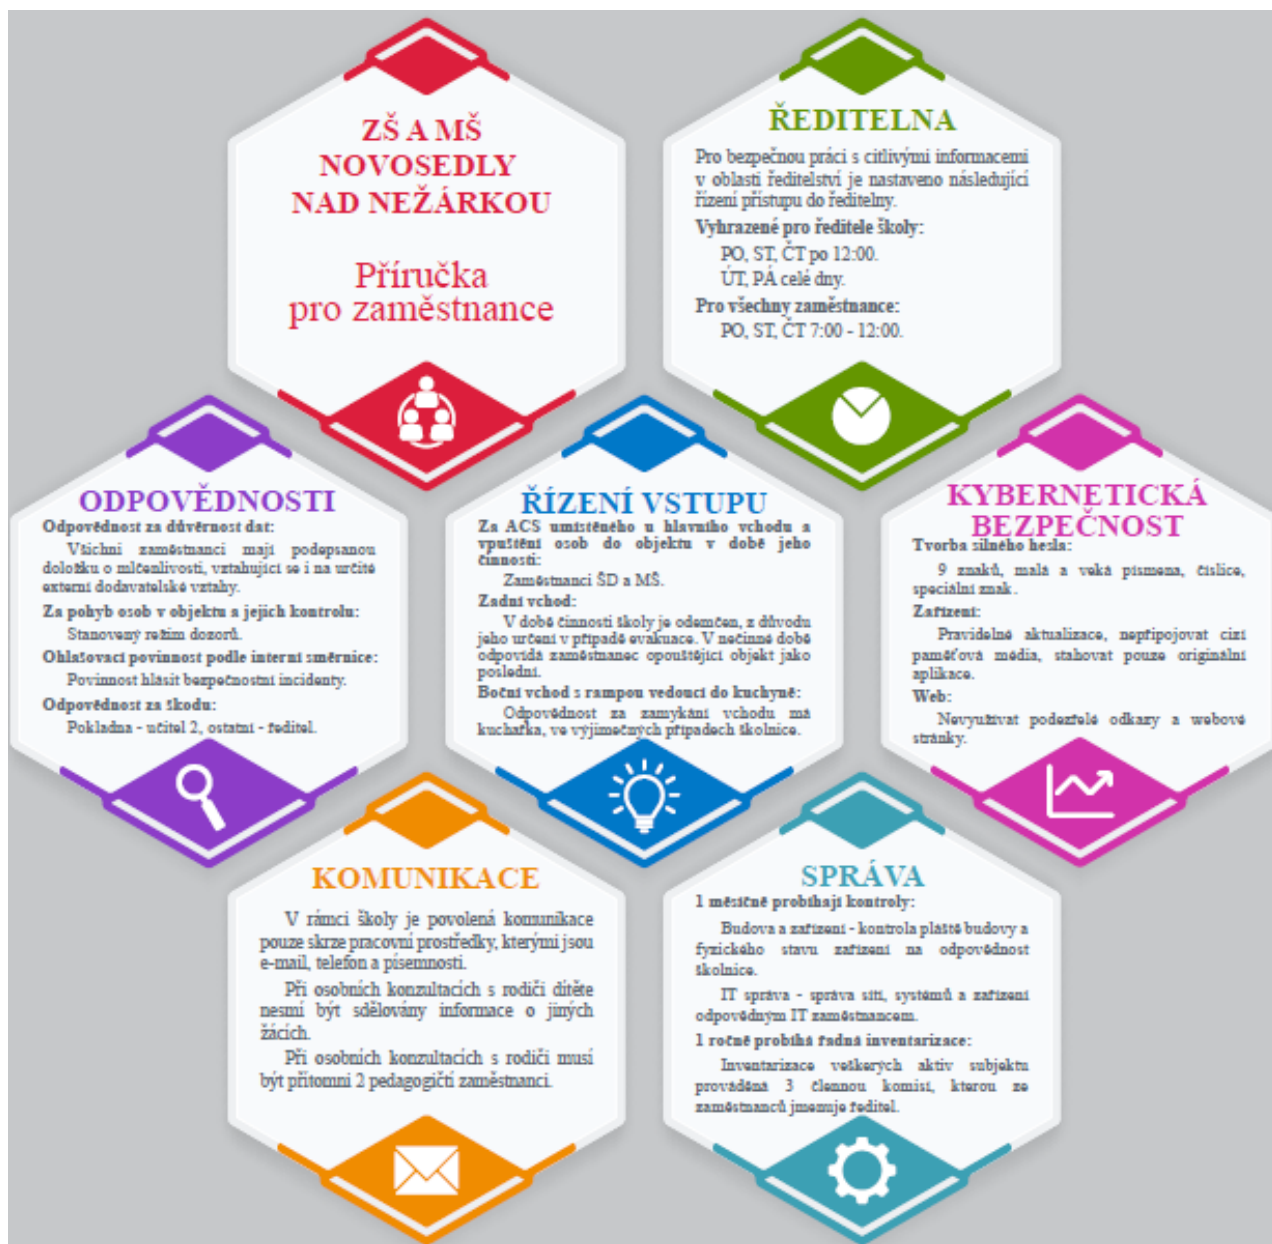 ZŠ A MŠ
NOVOSEDLY
NAD NEŽÁRKOU
Příručka
pro zaměstnance
ŘEDITELNA
Pro bezpečnou práci s citlivými informacemi
v oblasti ředitelství je nastaveno následující
řízení přístupu do ředitelny.
Vyhrazené pro ředitele školy:
PO, ST, ČT po 12:00.
ÚT, PÁ celé dny.
Pro všechny zaměstnance:
PO, ST, ČT 7:00 - 12:00.
ODPOVĚDNOSTI
Odpovědnost za důvěrnost dat:
Všichni zaměstnanci mají podepsanou
doložku o mlčenlivosti, vztahující se i na určité
externí dodavatelské vztahy.
Za pohyb osob v objektu a jejich kontrolu:
Stanovený režim dozorů.
Ohlašovací povinnost podle interní směrnice:
Povinnost hlásit bezpečnostní incidenty.
Odpovědnost za škodu:
Pokladna - učitel 2, ostatní - ředitel.
ŘÍZENÍ VSTUPU
Za ACS umístěného u hlavního vchodu a
vpuštění osob do objektu v době jeho
činnosti:
Zaměstnanci ŠD a MŠ.
Zadní vchod:
V době činnosti školy je odemčen, z důvodu
jeho určení v případě evakuace. V nečinné době
odpovídá zaměstnanec opouštějící objekt jako
poslední.
Boční vchod s rampou vedoucí do kuchyně:
Odpovědnost za zamykání vchodu má
kuchařka, ve výjimečných případech školnice.
KYBERNETICKÁ
BEZPEČNOST
Tvorba silného hesla:
9 znaků, malá a veká písmena, číslice,
speciální znak.
Zařízení:
Pravidelné aktualizace, nepřipojovat cizí
paměťová média, stahovat pouze originální
aplikace.
Web:
Nevyužívat podezřelé odkazy a webové
stránky.
KOMUNIKACE
V rámci školy je povolená komunikace
pouze skrze pracovní prostředky, kterými jsou
e-mail, telefon a písemnosti.
Při osobních konzultacích s rodiči dítěte
nesmí být sdělovány informace o jiných
žácích.
Při osobních konzultacích s rodiči musí
být přítomni 2 pedagogičtí zaměstnanci.
SPRÁVA
1 měsíčně probíhají kontroly:
Budova a zařízení - kontrola pláště budovy a
fyzického stavu zařízení na odpovědnost
školnice.
IT správa - správa sítí, systémů a zařízení
odpovědným IT zaměstnancem.
1 ročně probíhá řádná inventarizace:
Inventarizace veškerých aktiv subjektu
prováděná 3 člennou komisí, kterou ze
zaměstnanců jmenuje ředitel.